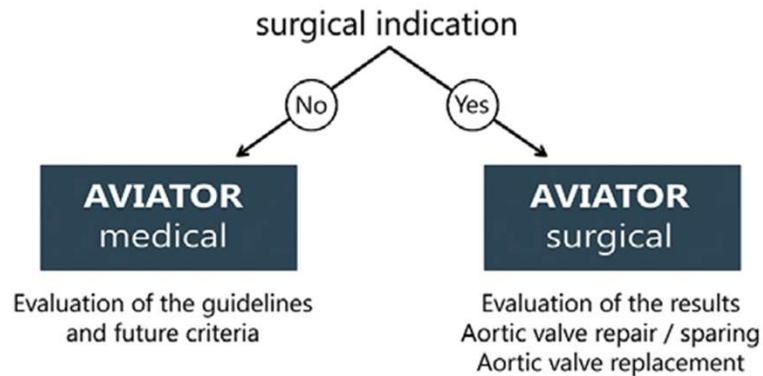 surgical indication
No
Yes
AVIATOR
medical
AVIATOR
surgical
Evaluation of the guidelines
and future criteria
Evaluation of the results
Aortic valve repair / sparing
Aortic valve replacement